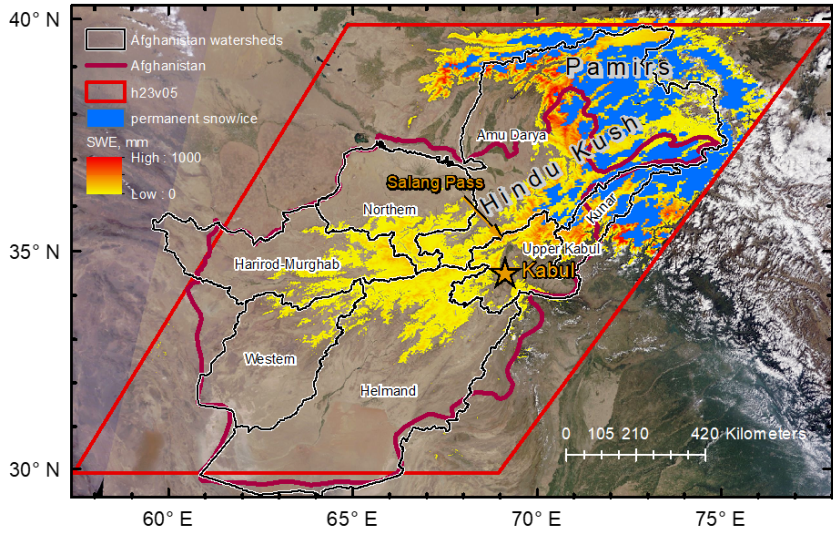 40° N
35° N
30° N
Afghanistan watersheds
Afghanistan
h23v05
permanent snow/ice
SWE, mm
High : 1000
Low : 0
Pamirs
Amu Darya
Hindu Kush
Salang Pass
Northern
Kunar
Harirod-Murghab
Upper Kabul
Kabul
Western
Helmand
0 105 210 420 Kilometers
60° E 65° E 70° E 75° E